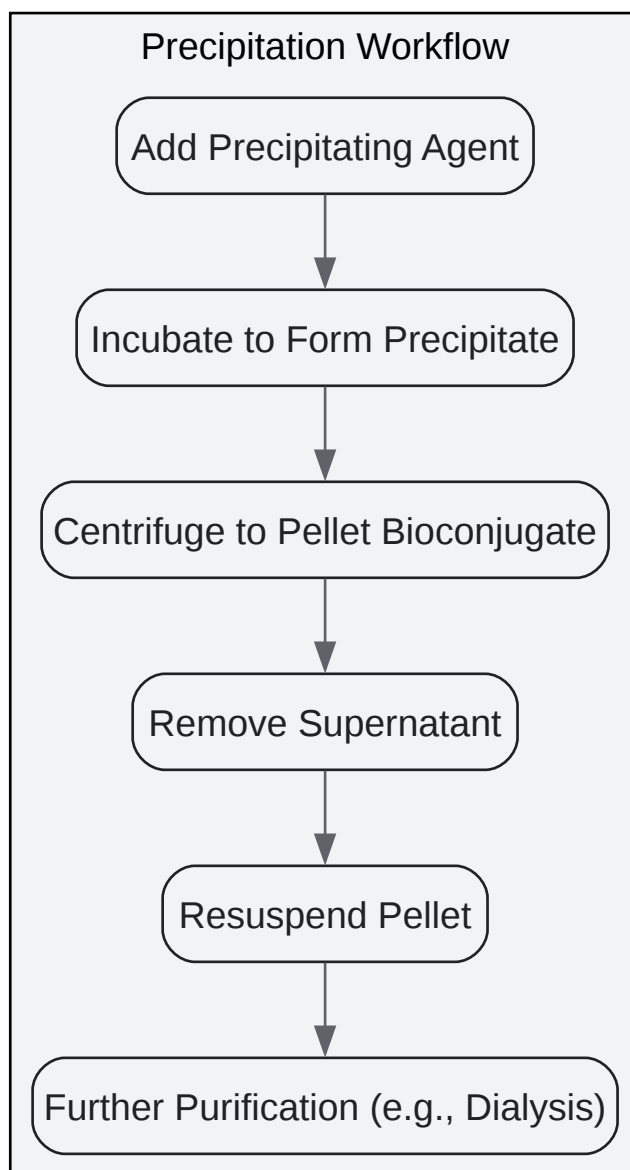 Precipitation Workflow
Add Precipitating Agent
Incubate to Form Precipitate
Centrifuge to Pellet Bioconjugate
Remove Supernatant
Resuspend Pellet
Further Purification (e.g., Dialysis)